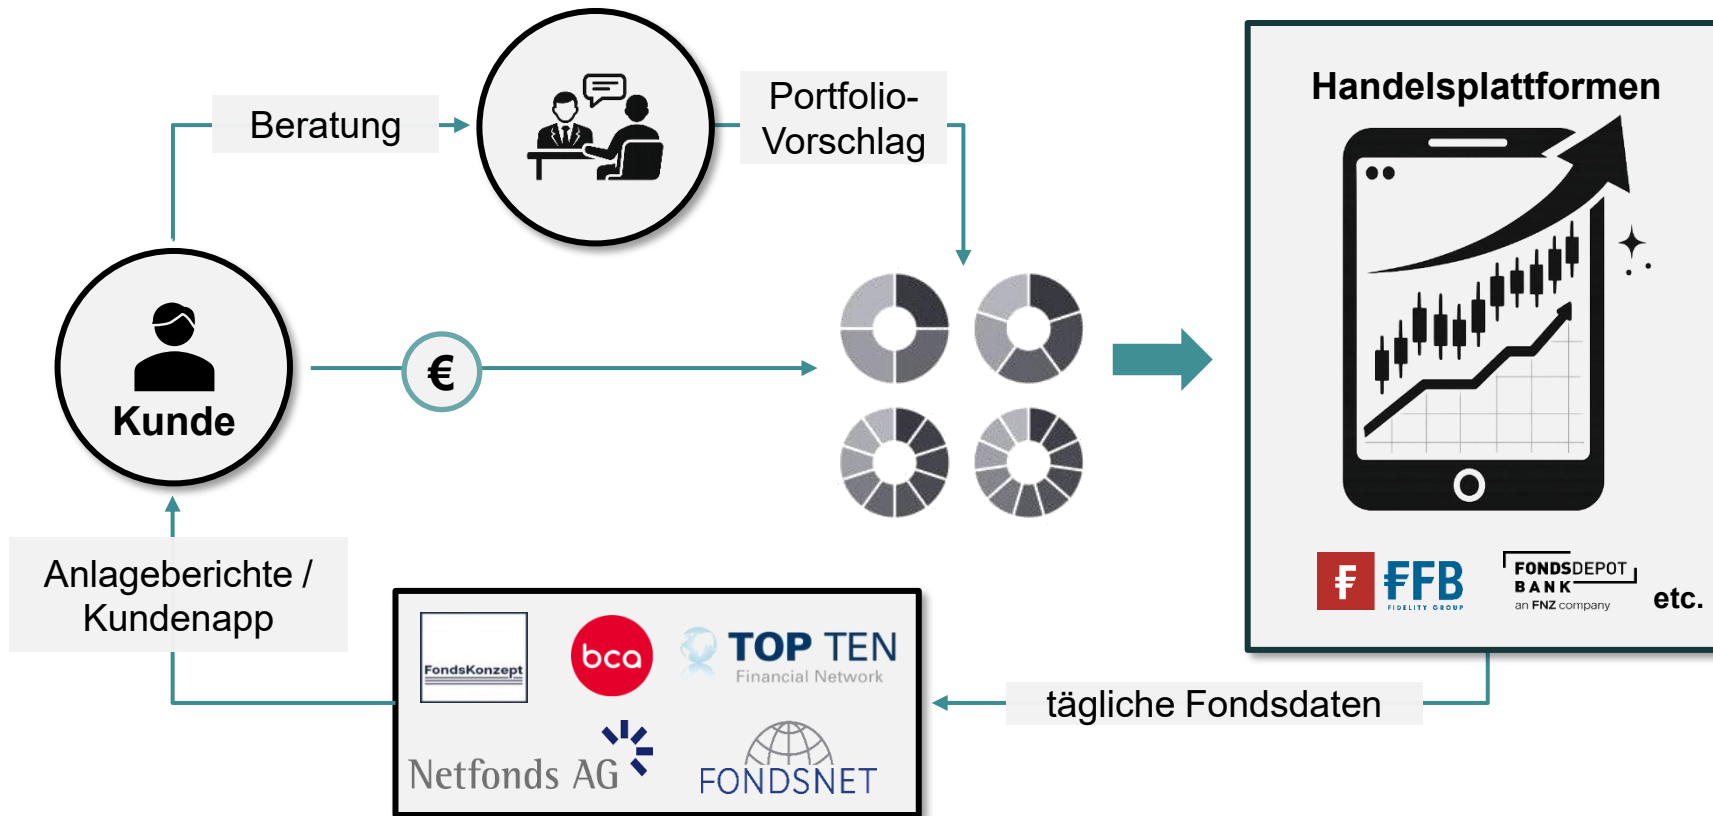 Handelsplattformen
Beratung
Portfolio-
Vorschlag
€
Kunde
FFB
FIDELITY GROUP
FONDSDEPOT
BANK
an FNZ company
etc.
Anlageberichte /
Kundenapp
FondsKonzept
bca
TOP TEN
Financial Network
Netfonds AG
FONDSNET
tägliche Fondsdaten